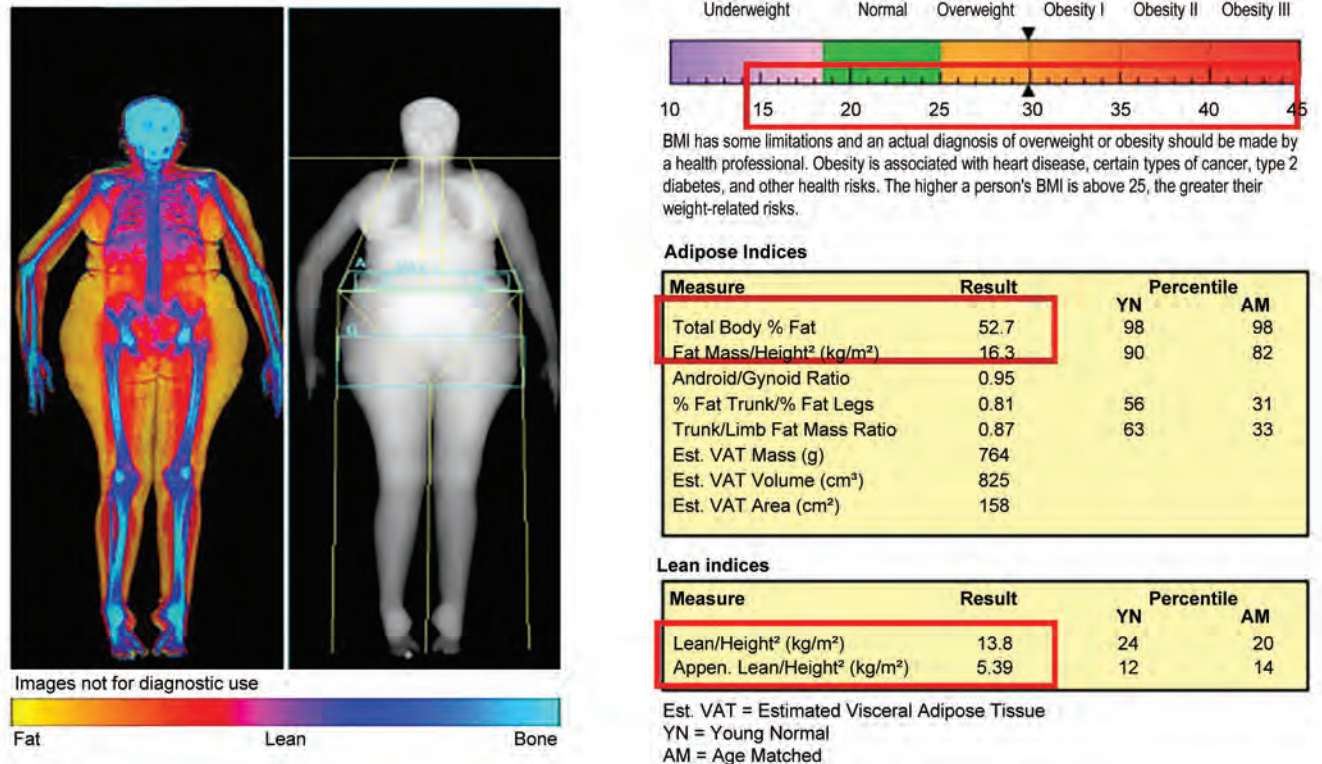 Images not for diagnostic use
Fat Lean Bone
A
G
Underweight Normal Overweight Obesity I Obesity II Obesity III
10 15 20 25 30 35 40 45
BMI has some limitations and an actual diagnosis of overweight or obesity should be made by
a health professional. Obesity is associated with heart disease, certain types of cancer, type 2
diabetes, and other health risks. The higher a person's BMI is above 25, the greater their
weight-related risks.
Adipose Indices
Measure Result Percentile
YN AM
Total Body % Fat 52.7 98 98
Fat Mass/Height² (kg/m²) 16.3 90 82
Android/Gynoid Ratio 0.95
% Fat Trunk/% Fat Legs 0.81 56 31
Trunk/Limb Fat Mass Ratio 0.87 63 33
Est. VAT Mass (g) 764
Est. VAT Volume (cm³) 825
Est. VAT Area (cm²) 158
Lean indices
Measure Result Percentile
YN AM
Lean/Height² (kg/m²) 13.8 24 20
Appen. Lean/Height² (kg/m²) 5.39 12 14
Est. VAT = Estimated Visceral Adipose Tissue
YN = Young Normal
AM = Age Matched